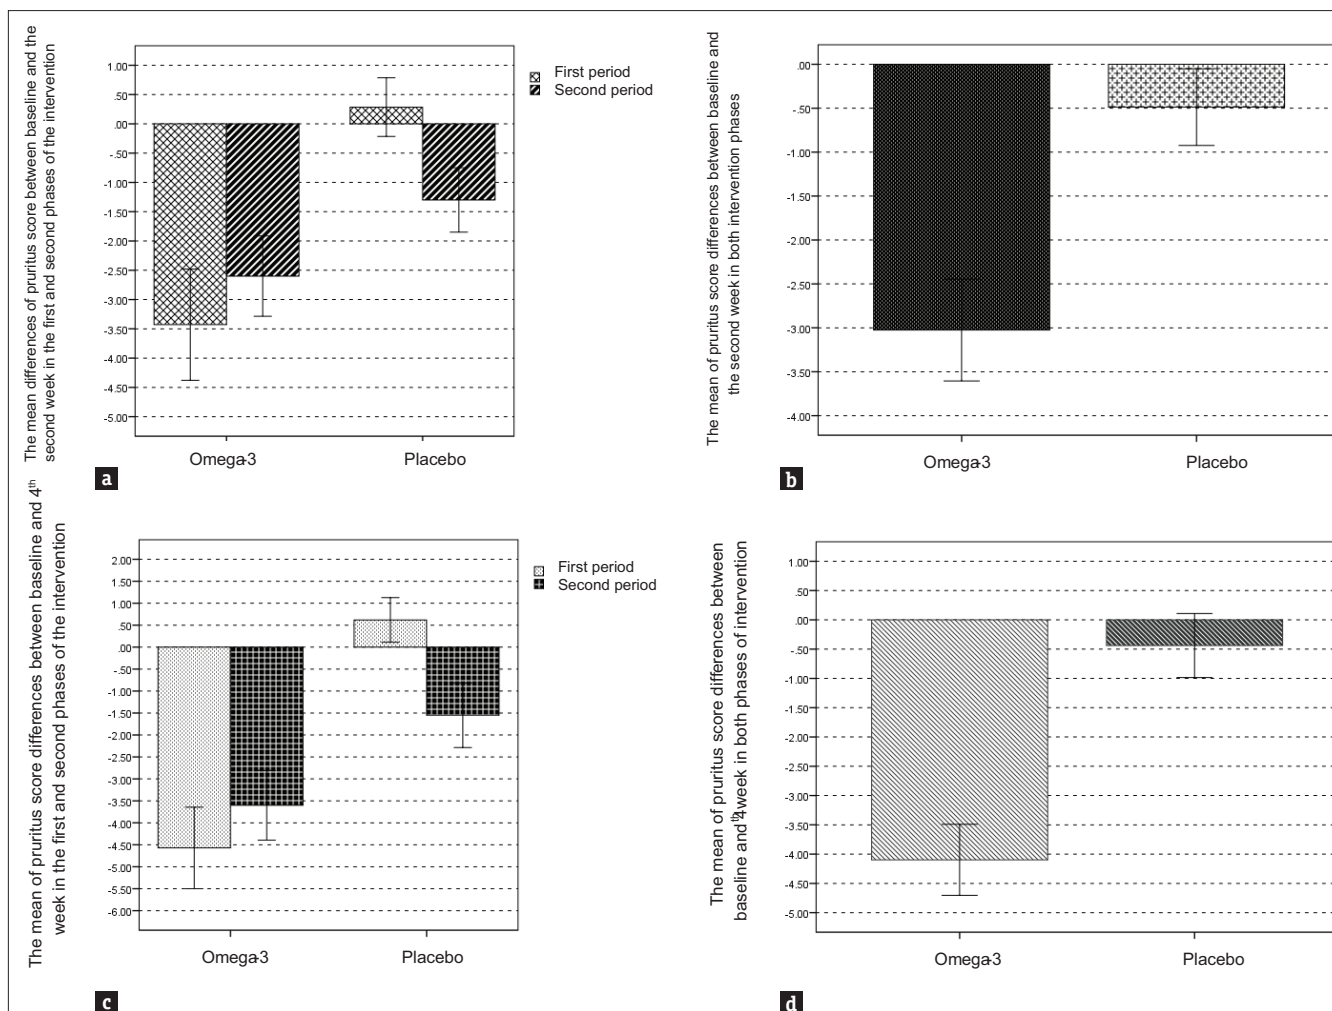 The mean differences of pruritus score between baseline and the
second week in the first and second phases of the intervention
1.00
.50
.00
-.50
-1.00
-1.50
-2.00
-2.50
-3.00
-3.50
-4.00
-4.50
-5.00
Omega-3
Placebo
First period
Second period
a
The mean of pruritus score differences between baseline and
the second week in both intervention phases
.00
-.50
-1.00
-1.50
-2.00
-2.50
-3.00
-3.50
-4.00
Omega-3
Placebo
b
The mean of pruritus score differences between baseline and 4th
week in the first and second phases of the intervention
2.00
1.50
1.00
.50
.00
-.50
-1.00
-1.50
-2.00
-2.50
-3.00
-3.50
-4.00
-4.50
-5.00
-5.50
-6.00
Omega-3
Placebo
First period
Second period
c
The mean of pruritus score differences between
baseline and 4th week in both phases of intervention
1.00
.50
.00
-.50
-1.00
-1.50
-2.00
-2.50
-3.00
-3.50
-4.00
-4.50
-5.00
Omega-3
Placebo
d